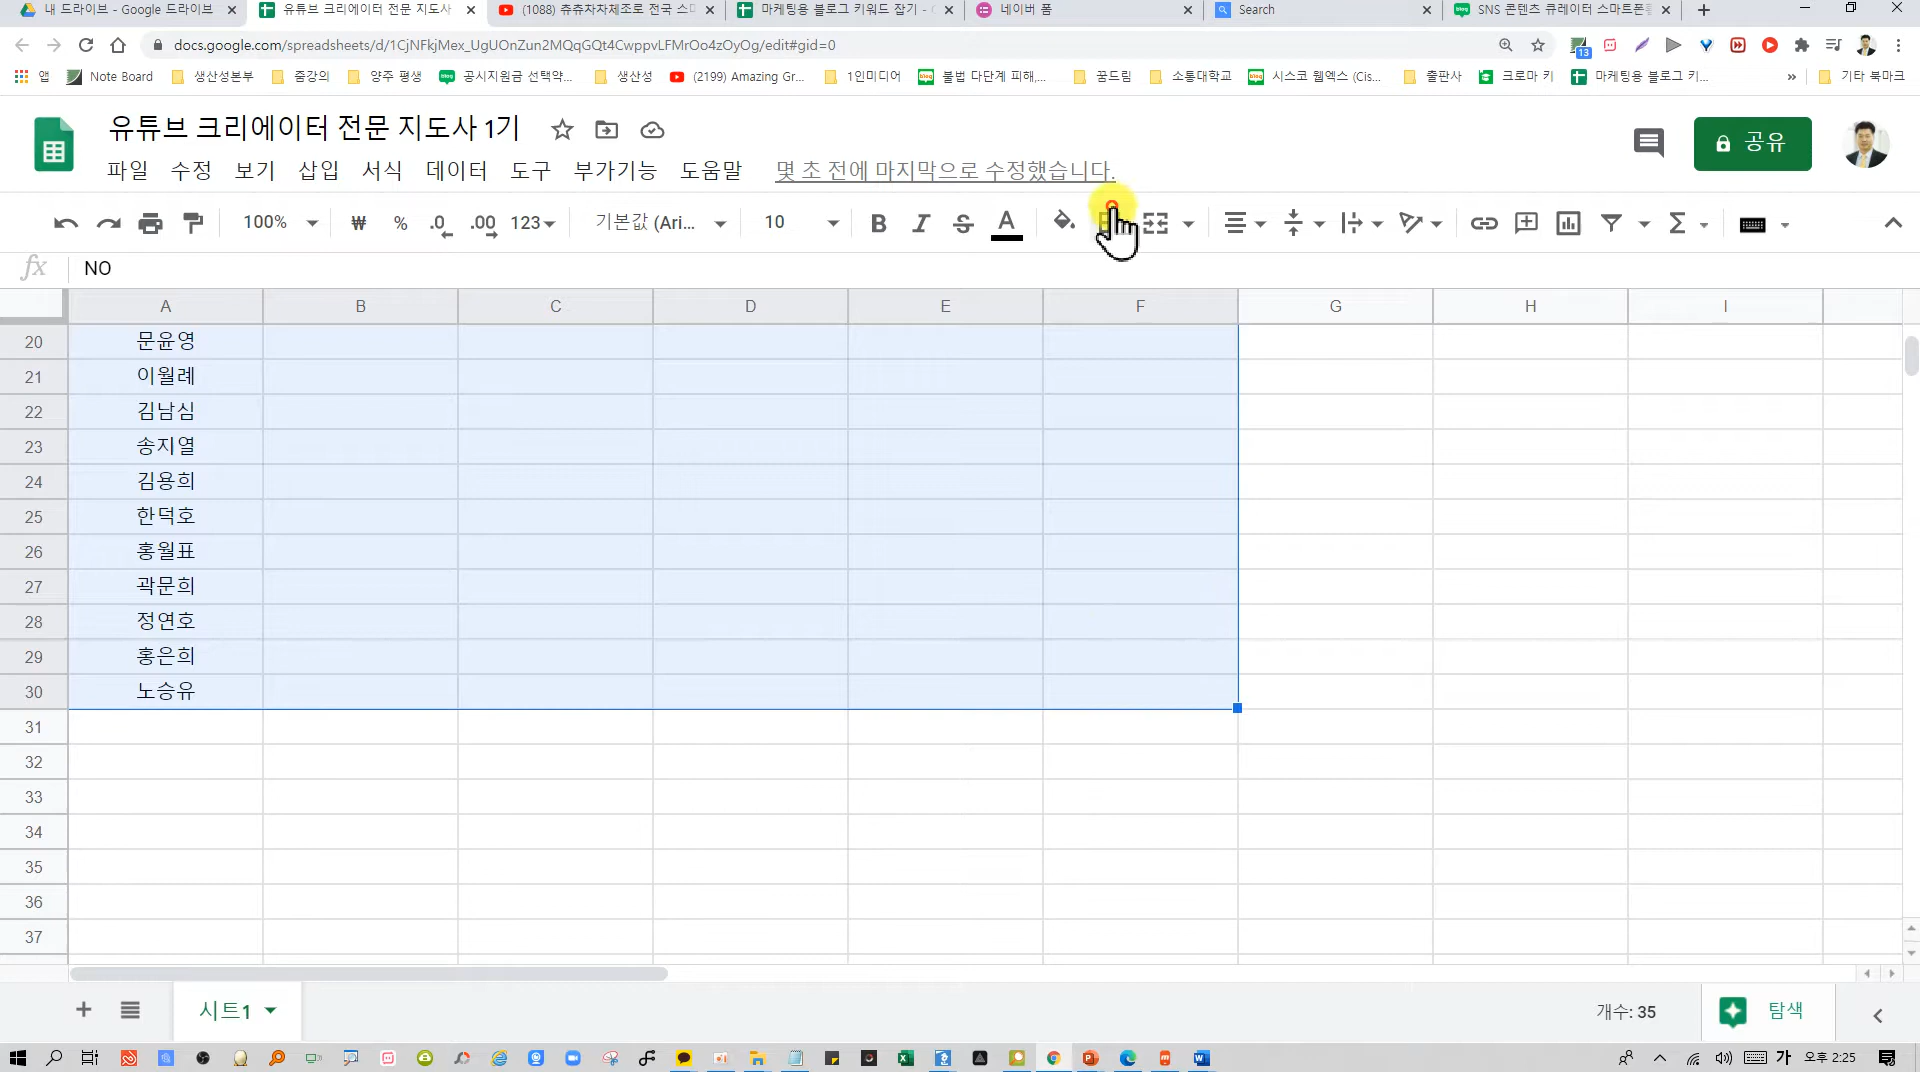 내 드라이브 - Google 드라이브
유튜브 크리에이터 전문 지도사
(1088) 츄츄차차제조로 전국 스ㅁ
마케팅용 블로그 키워드 잡기 -
네이버 폼
Search
SNS 콘텐츠 큐레이터 스마트폰
docs.google.com/spreadsheets/d/1CjNFkjMex_UgUOnZun2MQqGQt4CwppvLFMrOo4zOyOg/edit#gid=0
13
앱
Note Board
생산성본부
줌강의
양주 평생
공시지원금 선택약...
생산성
(2199) Amazing Gr...
1인미디어
불법 다단계 피해,...
꿈드림
소통대학교
시스코 웹엑스 (Cis...
출판사
크로마 키
마케팅용 블로그 키...
»
기타 북마크
유튜브 크리에이터 전문 지도사 1기
공유
파일 수정 보기 삽입 서식 데이터 도구 부가기능 도움말 몇 초 전에 마지막으로 수정했습니다.
100% ₩ % .0 .00 123 기본값 (Ari... 10 B I S A Σ
fx NO
A B C D E F G H I
20 문윤영
21 이월례
22 김남심
23 송지열
24 김용희
25 한덕호
26 홍월표
27 곽문희
28 정연호
29 홍은희
30 노승유
31
32
33
34
35
36
37
시트1
개수: 35
탐색
가 오후 2:25